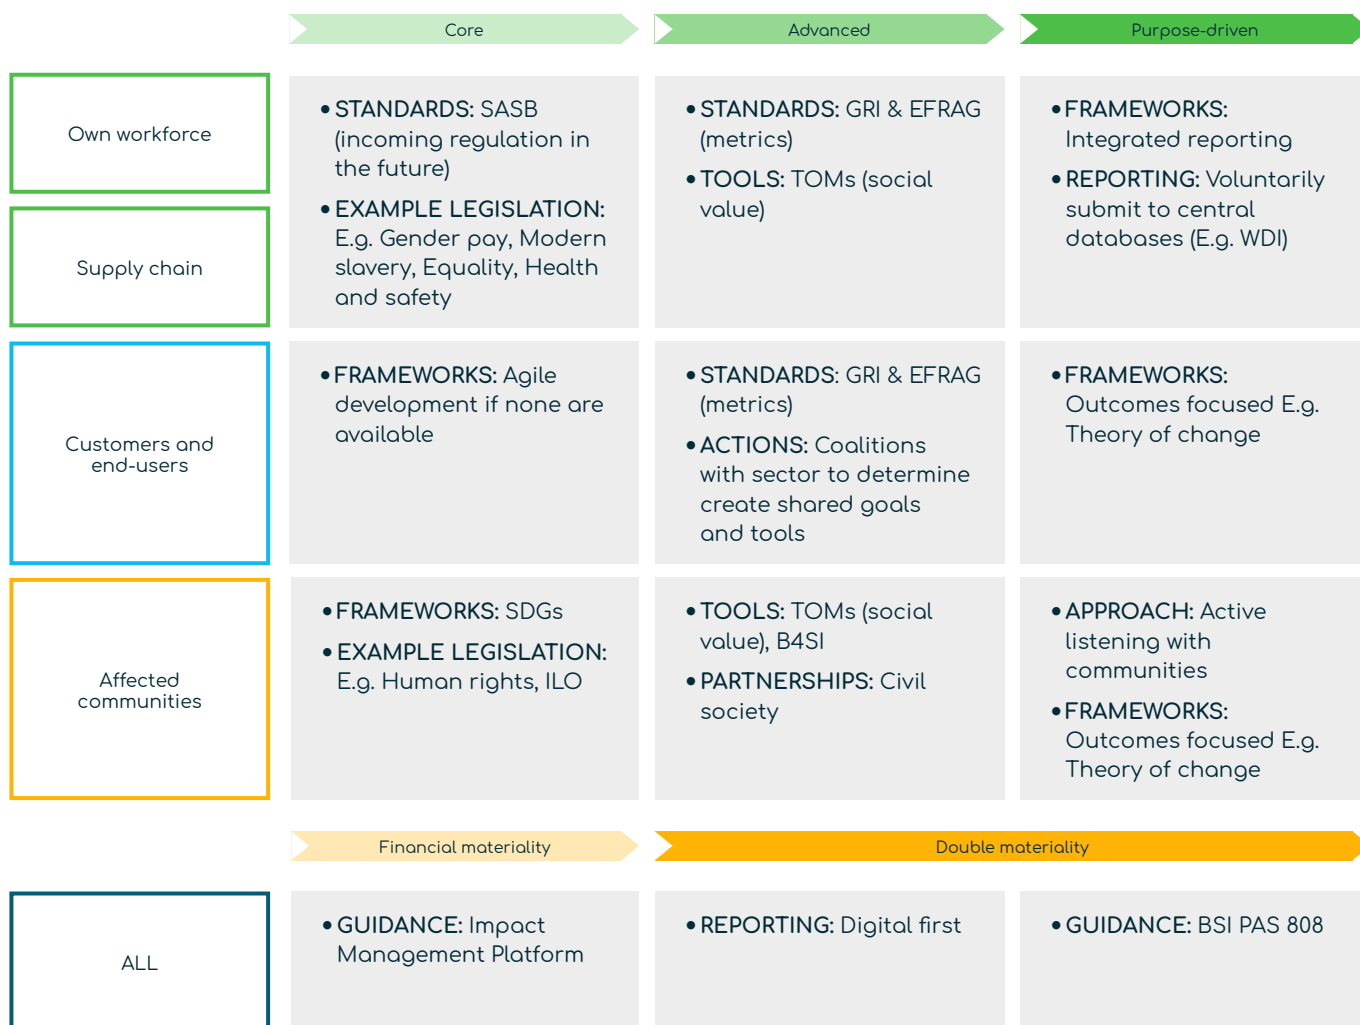 Core
Advanced
Purpose-driven
Own workforce
Supply chain
• STANDARDS: SASB
(incoming regulation in
the future)
• EXAMPLE LEGISLATION:
E.g. Gender pay, Modern
slavery, Equality, Health
and safety
• STANDARDS: GRI & EFRAG
(metrics)
• TOOLS: TOMs (social
value)
• FRAMEWORKS:
Integrated reporting
• REPORTING: Voluntarily
submit to central
databases (E.g. WDI)
Customers and
end-users
• FRAMEWORKS: Agile
development if none are
available
• STANDARDS: GRI & EFRAG
(metrics)
• ACTIONS: Coalitions
with sector to determine
create shared goals
and tools
• FRAMEWORKS:
Outcomes focused E.g.
Theory of change
Affected
communities
• FRAMEWORKS: SDGs
• EXAMPLE LEGISLATION:
E.g. Human rights, ILO
• TOOLS: TOMs (social
value), B4SI
• PARTNERSHIPS: Civil
society
• APPROACH: Active
listening with
communities
• FRAMEWORKS:
Outcomes focused E.g.
Theory of change
Financial materiality
Double materiality
ALL
• GUIDANCE: Impact
Management Platform
• REPORTING: Digital first
• GUIDANCE: BSI PAS 808